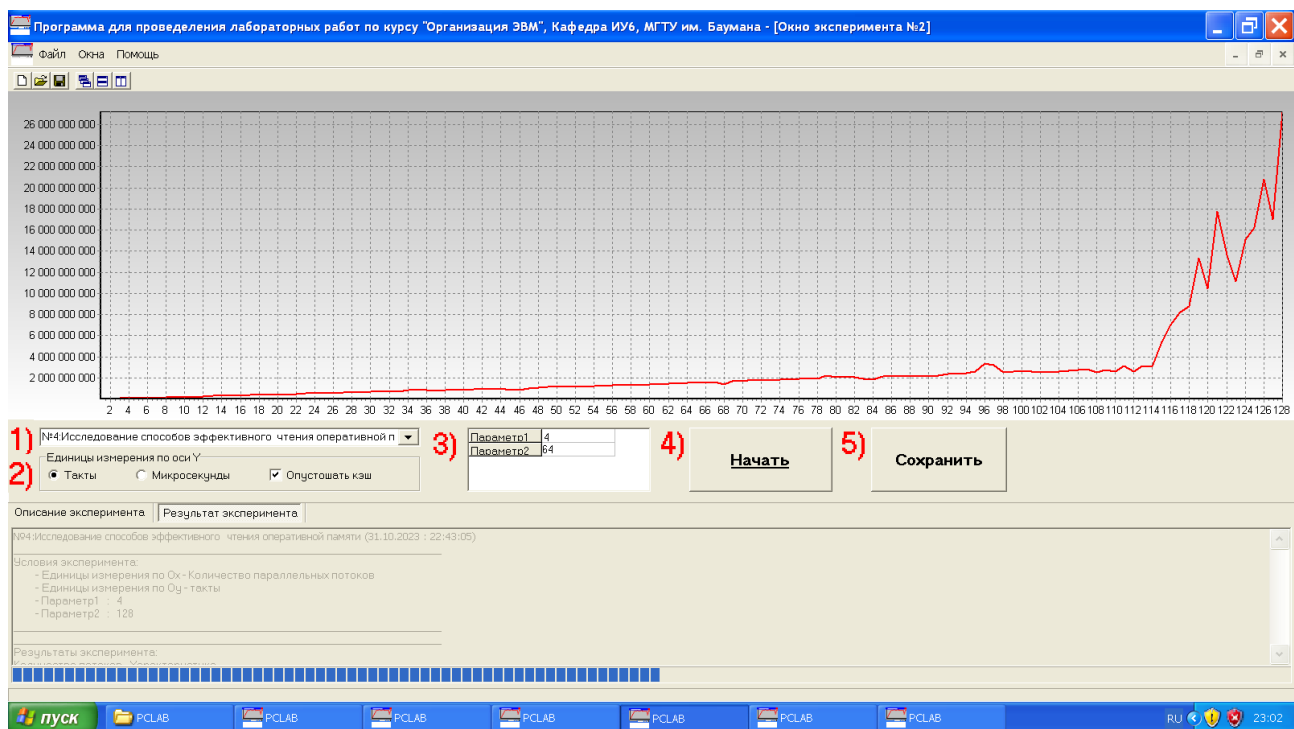 Программа для проведеления лабораторных работ по курсу "Организация ЭВМ", Кафедра ИУ6, МГТУ им. Баумана - [Окно эксперимента №2]
Файл Окна Помощь
26 000 000 000
24 000 000 000
22 000 000 000
20 000 000 000
18 000 000 000
16 000 000 000
14 000 000 000
12 000 000 000
10 000 000 000
8 000 000 000
6 000 000 000
4 000 000 000
2 000 000 000
2 4 6 8 10 12 14 16 18 20 22 24 26 28 30 32 34 36 38 40 42 44 46 48 50 52 54 56 58 60 62 64 66 68 70 72 74 76 78 80 82 84 86 88 90 92 94 96 98 100 102 104 106 108 110 112 114 116 118 120 122 124 126 128
1) №4:Исследование способов эффективного чтения оперативной п
Единицы измерения по оси Y
2) Такты Микросекунды Опустошать кэш
3) Параметр1 4
Параметр2 64
4) Начать
5) Сохранить
Описание эксперимента Результат эксперимента
№4:Исследование способов эффективного чтения оперативной памяти (31.10.2023 : 22:43:05)
Условия эксперимента:
- Единицы измерения по Ox - Количество параллельных потоков
- Единицы измерения по Oy - такты
- Параметр1 : 4
- Параметр2 : 128
Результаты эксперимента:
пуск PCLAB PCLAB PCLAB PCLAB PCLAB PCLAB PCLAB RU 23:02